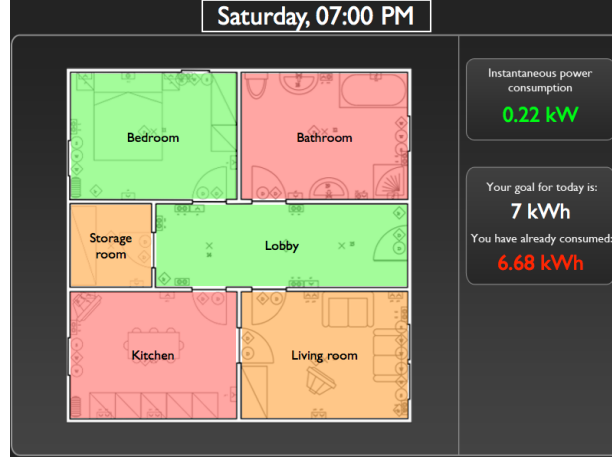 Saturday, 07:00 PM
Instantaneous power
consumption
0.22 kW
Bedroom
Bathroom
Your goal for today is:
7 kWh
You have already consumed:
6.68 kWh
Storage
room
Lobby
Kitchen
Living room